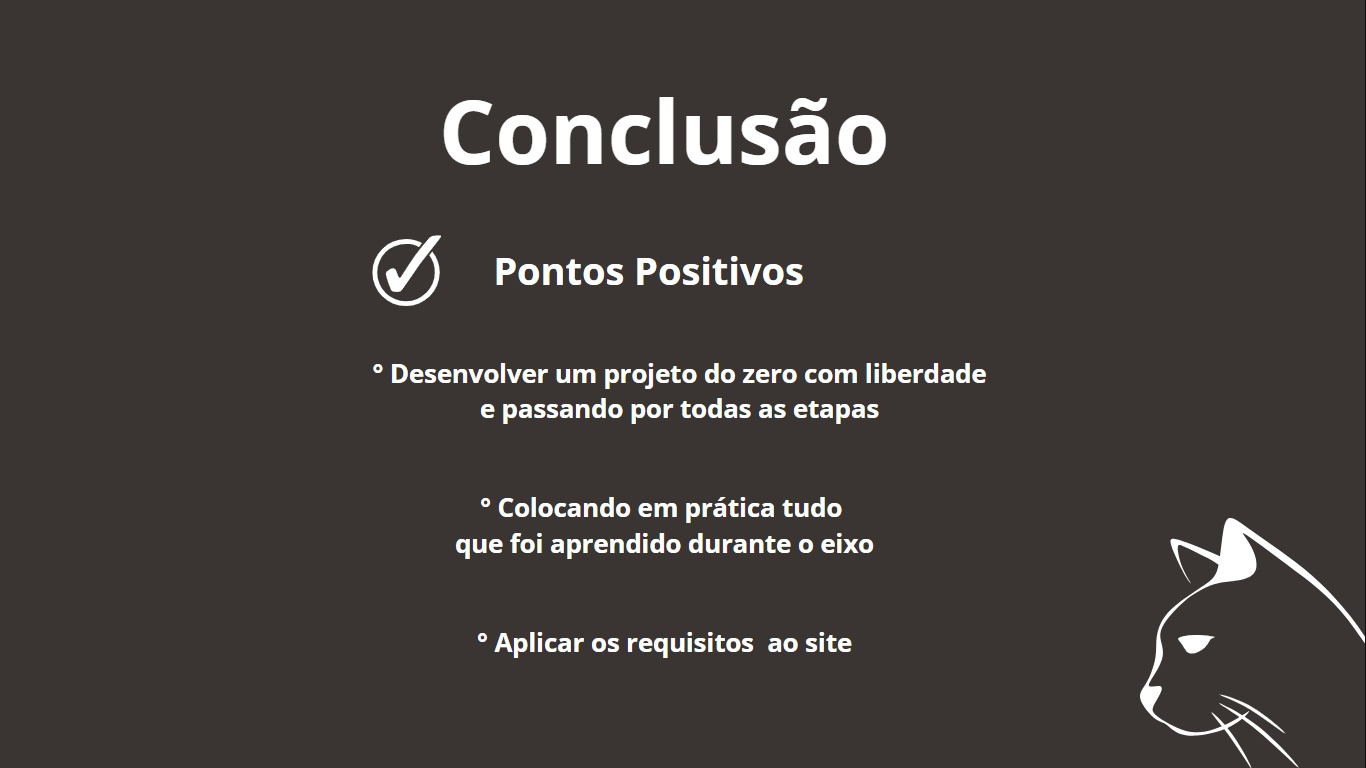 Conclusão
Pontos Positivos
° Desenvolver um projeto do zero com liberdade
e passando por todas as etapas
° Colocando em prática tudo
que foi aprendido durante o eixo
° Aplicar os requisitos  ao site